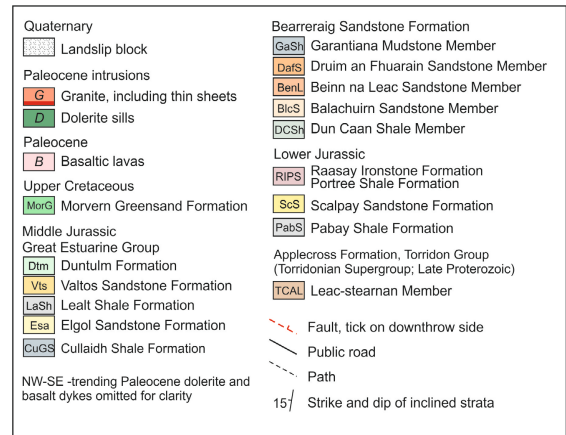 Quaternary
Landslip block
Paleocene intrusions
G Granite, including thin sheets
D Dolerite sills
Paleocene
B Basaltic lavas
Upper Cretaceous
MorG Morvern Greensand Formation
Middle Jurassic
Great Estuarine Group
Dtm Duntulm Formation
Vts Valtos Sandstone Formation
LaSh Lealt Shale Formation
Esa Elgol Sandstone Formation
CuGS Cullaidh Shale Formation
NW-SE -trending Paleocene dolerite and
basalt dykes omitted for clarity
Bearreraig Sandstone Formation
GaSh Garantiana Mudstone Member
DafS Druim an Fhuarain Sandstone Member
BenL Beinn na Leac Sandstone Member
BlcS Balachuirn Sandstone Member
DCSh Dun Caan Shale Member
Lower Jurassic
RIPS Raasay Ironstone Formation
Portree Shale Formation
ScS Scalpay Sandstone Formation
PabS Pabay Shale Formation
Applecross Formation, Torridon Group
(Torridonian Supergroup; Late Proterozoic)
TCAL Leac-stearnan Member
Fault, tick on downthrow side
Public road
Path
15 Strike and dip of inclined strata